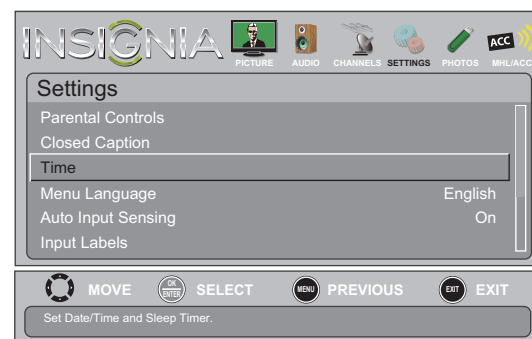 INSIGNIA
PICTURE AUDIO CHANNELS SETTINGS PHOTOS MHL/ACC
ACC
Settings
Parental Controls
Closed Caption
Time
Menu Language English
Auto Input Sensing On
Input Labels
MOVE OK ENTER SELECT MENU PREVIOUS EXIT EXIT
Set Date/Time and Sleep Timer.